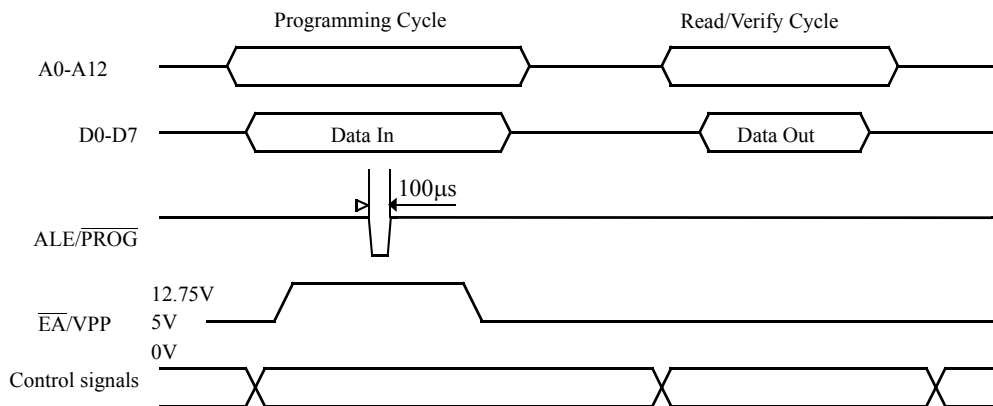 Programming Cycle
Read/Verify Cycle
A0-A12
D0-D7
Data In
Data Out
100μs
ALE/PROG
12.75V
EA/VPP
5V
0V
Control signals